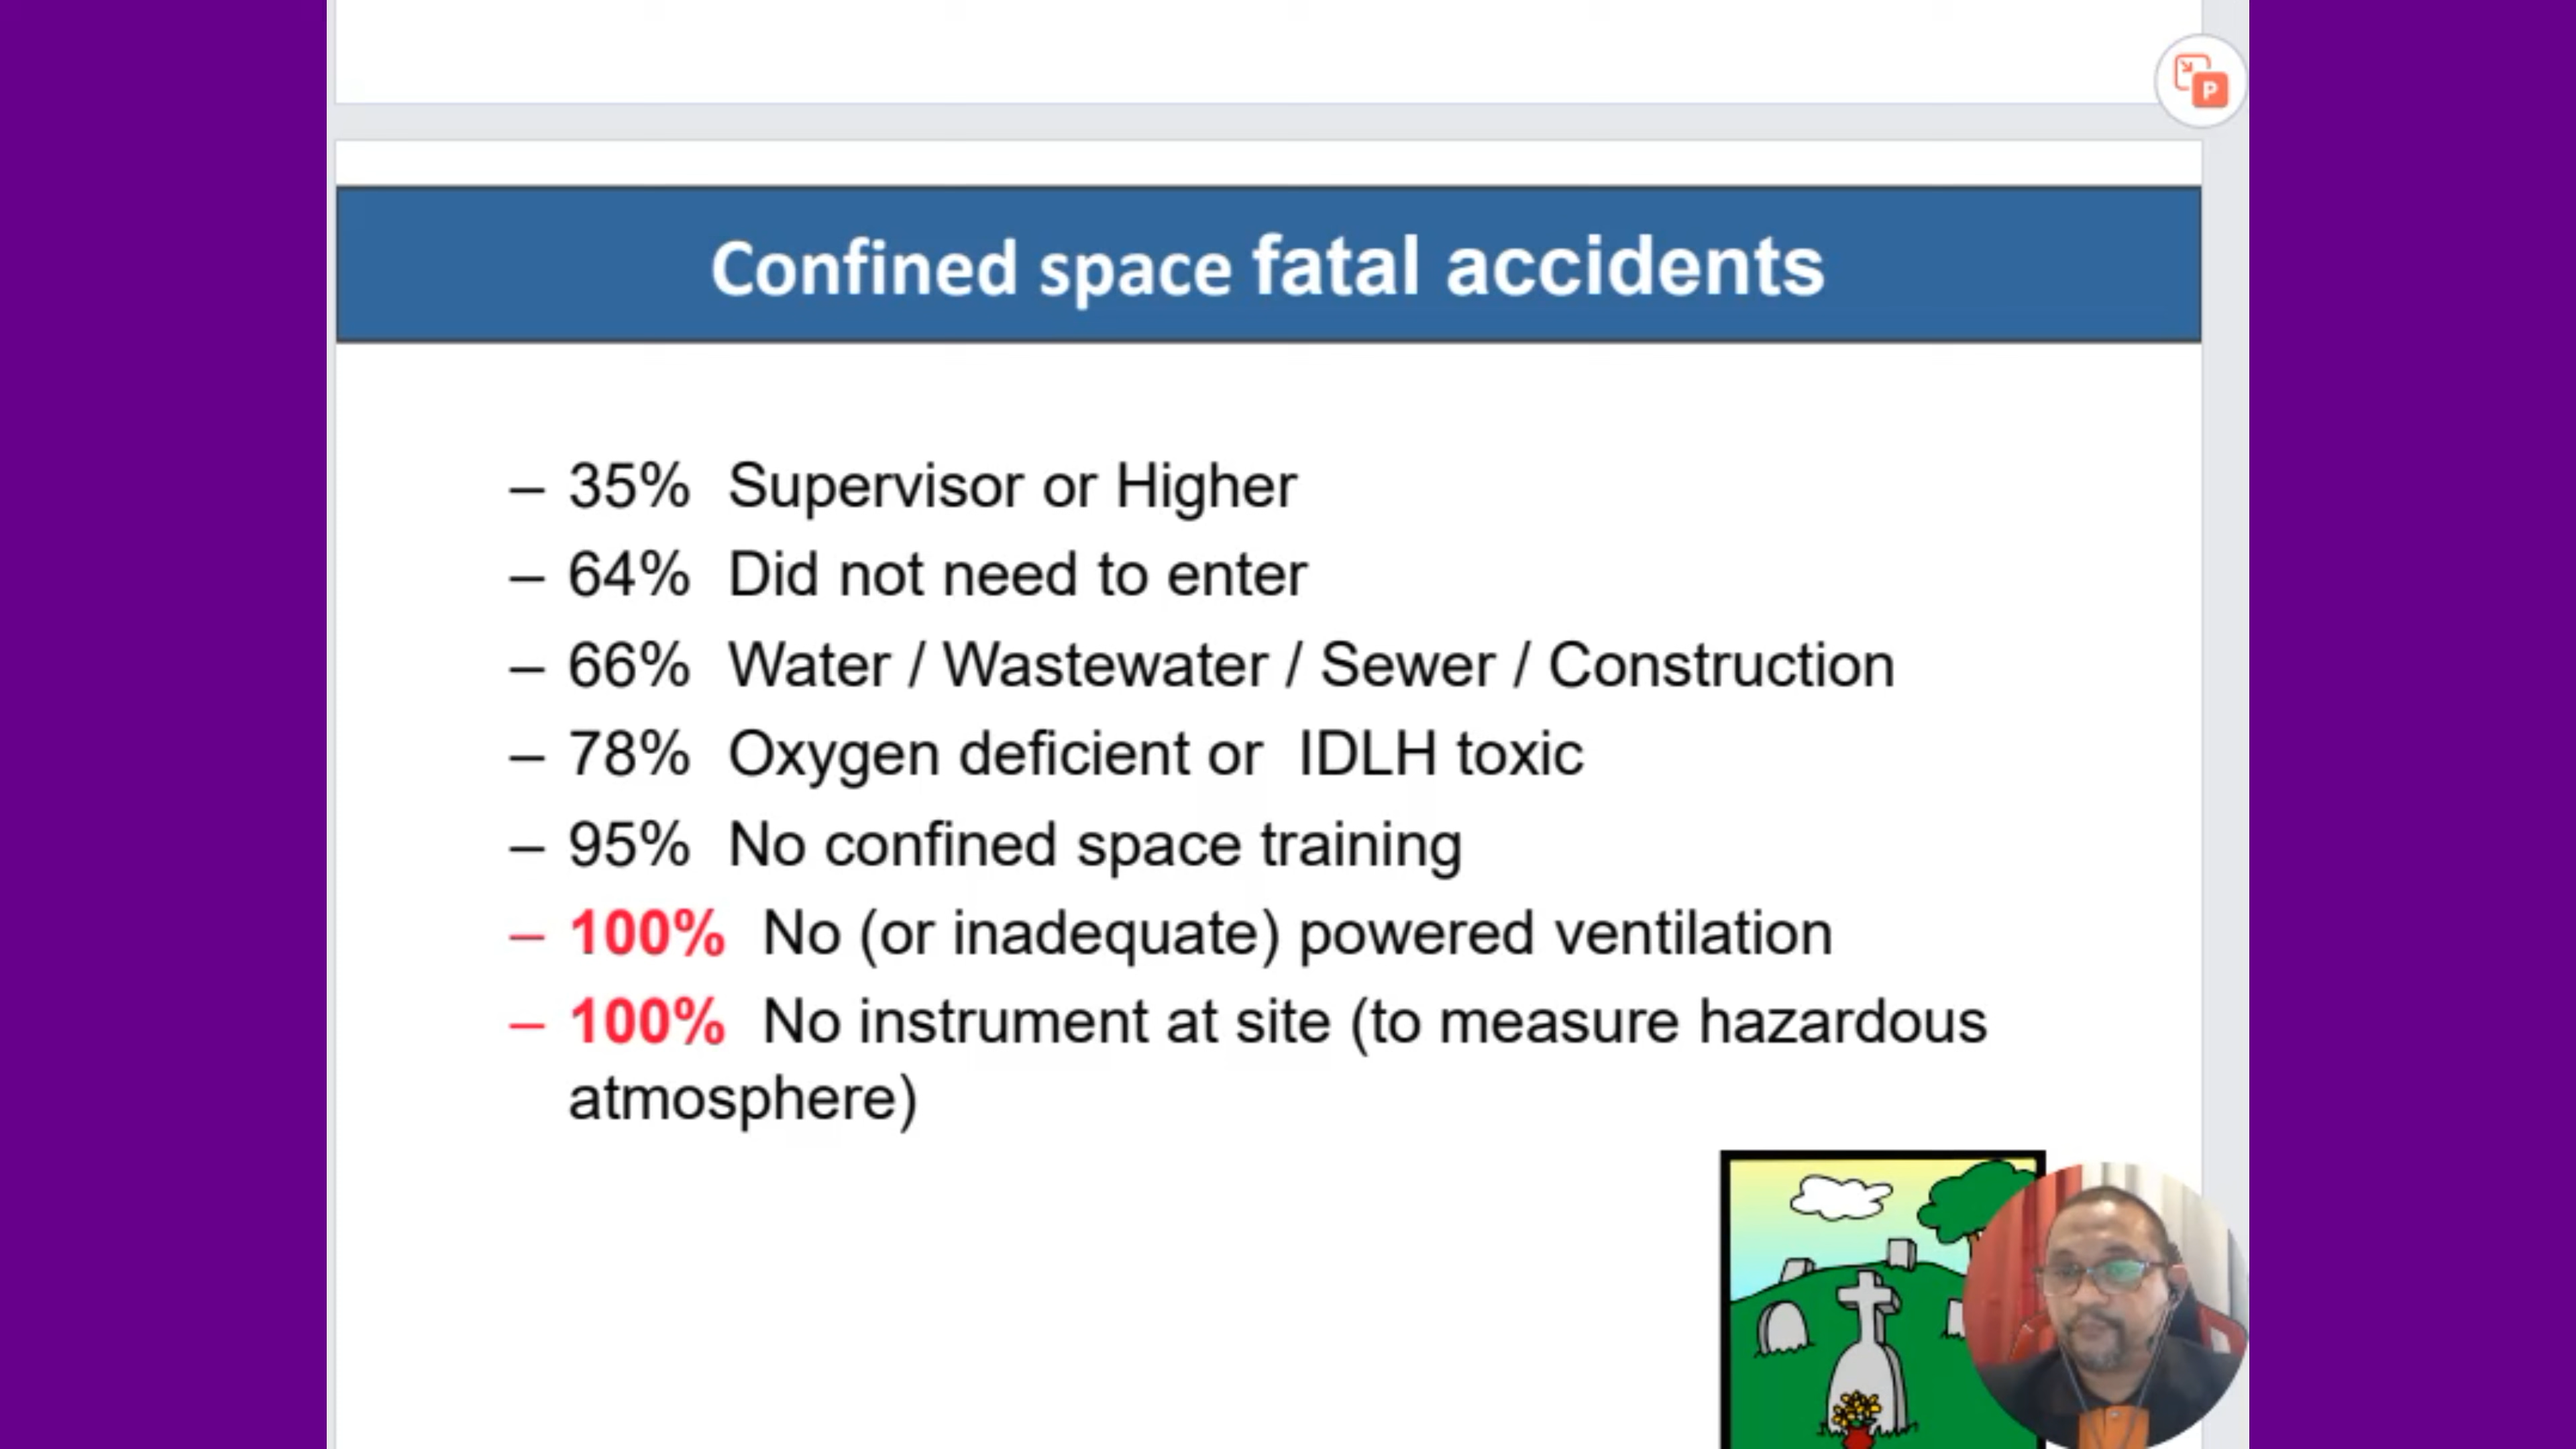 P
Confined space fatal accidents
– 35% Supervisor or Higher
– 64% Did not need to enter
– 66% Water / Wastewater / Sewer / Construction
– 78% Oxygen deficient or IDLH toxic
– 95% No confined space training
– 100% No (or inadequate) powered ventilation
– 100% No instrument at site (to measure hazardous
atmosphere)